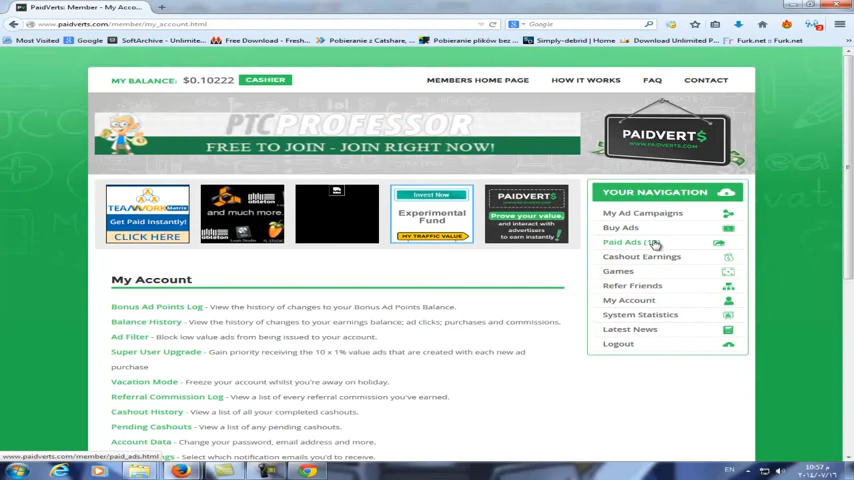 PaidVerts - Member - My Acco...
www.paidverts.com/member/my_account.html
Google
Most Visited
Google
SoftArchive - Unlimite...
Free Download - Fresh...
Pobieranie z Catshare, ...
Pobieranie plików bez ...
Simply-debrid | Home
Download Unlimited P...
Furk.net :: Furk.net
MY BALANCE: $0.10222 CASHIER
MEMBERS HOME PAGE HOW IT WORKS FAQ CONTACT
PTCPROFESSOR
FREE TO JOIN - JOIN RIGHT NOW!
PAIDVERT$
WWW.PAIDVERTS.COM
TEAMWORK
Matrix
Get Paid Instantly!
CLICK HERE
ableton
and much more.
Invest Now
Experimental
Fund
MY TRAFFIC VALUE
PAIDVERT$
Prove your value,
and interact with
advertisers
to earn instantly!
YOUR NAVIGATION
My Ad Campaigns
Buy Ads
Paid Ads
Cashout Earnings
Games
Refer Friends
My Account
System Statistics
Latest News
Logout
My Account
Bonus Ad Points Log - View the history of changes to your Bonus Ad Points Balance.
Balance History - View the history of changes to your earnings balance; ad clicks; purchases and commissions.
Ad Filter - Block low value ads from being issued to your account.
Super User Upgrade - Gain priority receiving the 10 x 1% value ads that are created with each new ad
purchase
Vacation Mode - Freeze your account whilst you're away on holiday.
Referral Commission Log - View a list of every referral commission you've earned.
Cashout History - View a list of all your completed cashouts.
Pending Cashouts - View a list of any pending cashouts.
Account Data - Change your password, email address and more.
- Select which notification emails you'd to receive.
www.paidverts.com/member/paid_ads.html
EN
10:57 م
٢٠١٤/٠٧/١٦